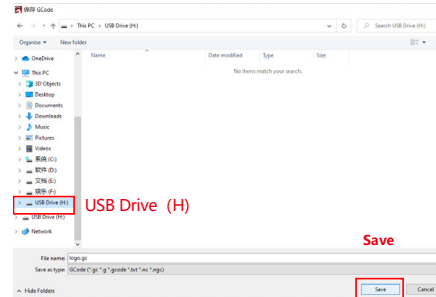 保存 GCode
This PC > USB Drive (H:)
Search USB Drive (H:)
Organise
New folder
Name
Date modified
Type
Size
No items match your search.
OneDrive
This PC
3D Objects
Desktop
Documents
Downloads
Music
Pictures
Videos
系统 (C:)
软件 (D:)
文档 (E:)
娱乐 (F:)
USB Drive (H:)
USB Drive (H:)
Network
USB Drive (H)
Save
File name: logo.gc
Save as type: GCode (*.gc *.g *.gcode *.txt *.nc *.ngc)
Hide Folders
Save
Cancel